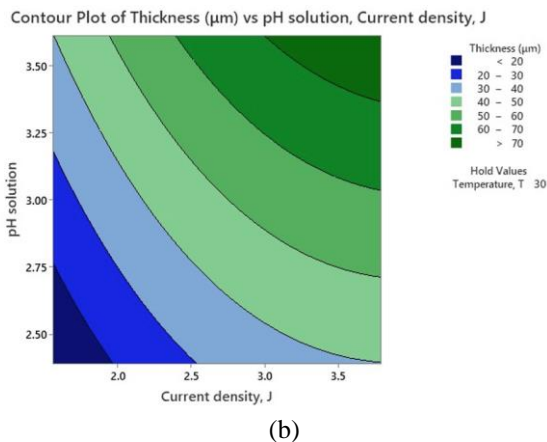 Contour Plot of Thickness (µm) vs pH solution, Current density, J
Thickness (µm)
< 20
20 – 30
30 – 40
40 – 50
50 – 60
60 – 70
> 70
Hold Values
Temperature, T 30
pH solution
3.50
3.25
3.00
2.75
2.50
2.0 2.5 3.0 3.5
Current density, J
(b)